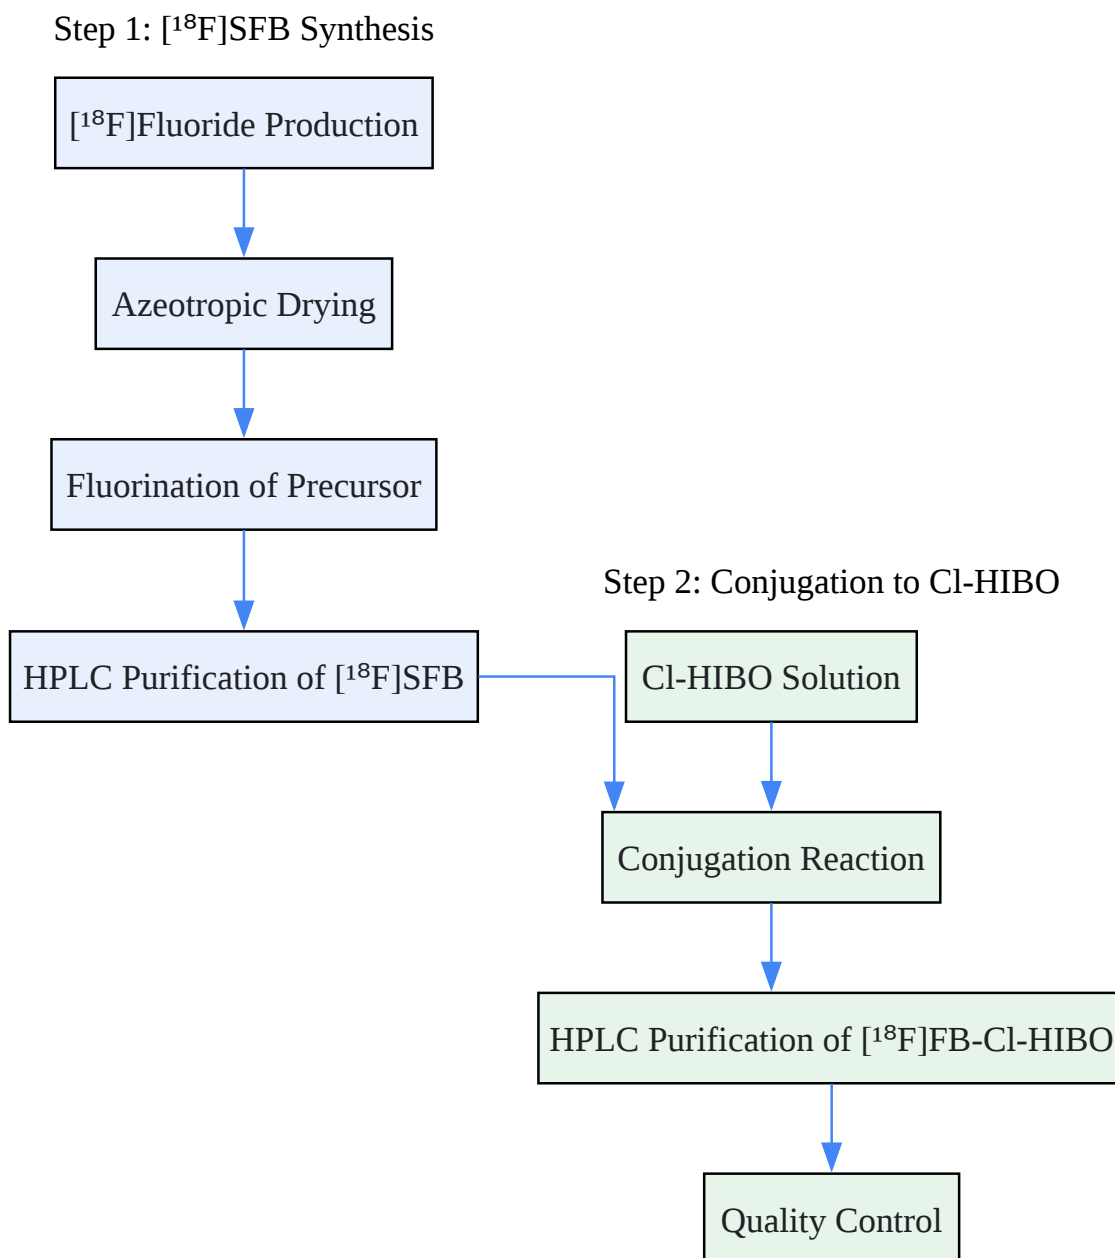 Step 1: [¹⁸F]SFB Synthesis
[¹⁸F]Fluoride Production
Azeotropic Drying
Fluorination of Precursor
HPLC Purification of [¹⁸F]SFB
Step 2: Conjugation to Cl-HIBO
Cl-HIBO Solution
Conjugation Reaction
HPLC Purification of [¹⁸F]FB-Cl-HIBO
Quality Control